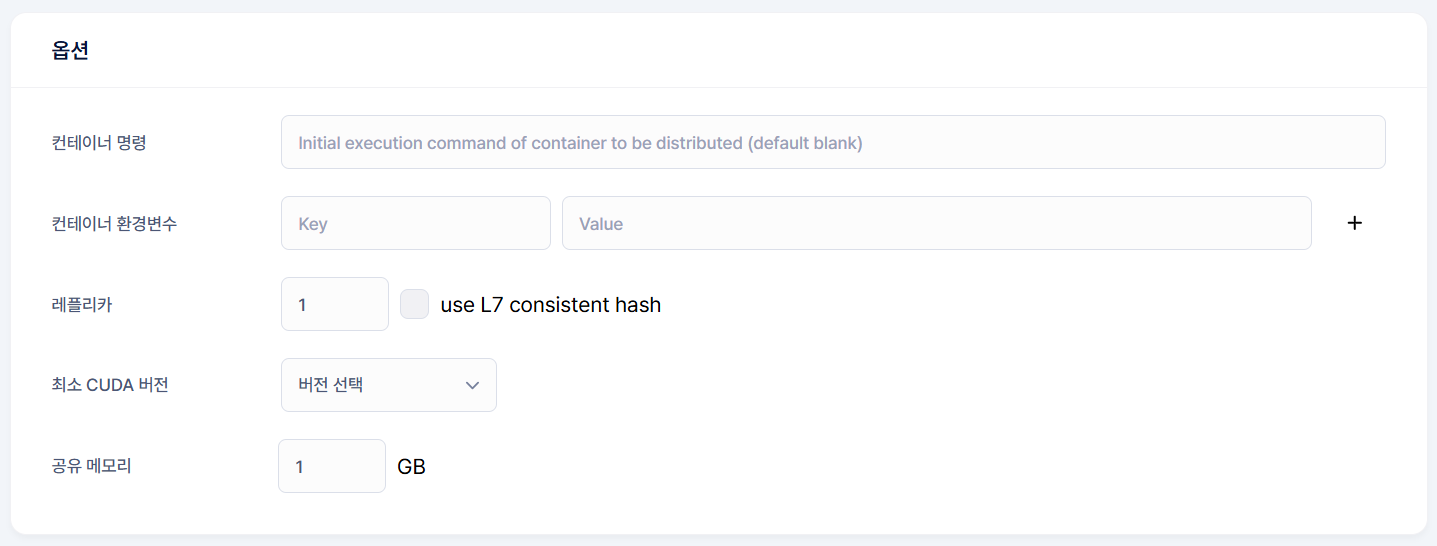 옵션
컨테이너 명령 Initial execution command of container to be distributed (default blank)
컨테이너 환경변수 Key Value +
레플리카 1 use L7 consistent hash
최소 CUDA 버전 버전 선택
공유 메모리 1 GB